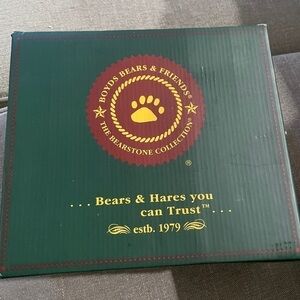 BOYDS BEARS & FRIENDS®
THE BEARSTONE COLLECTION®
®
... Bears & Hares you
can Trust™...
estb. 1979